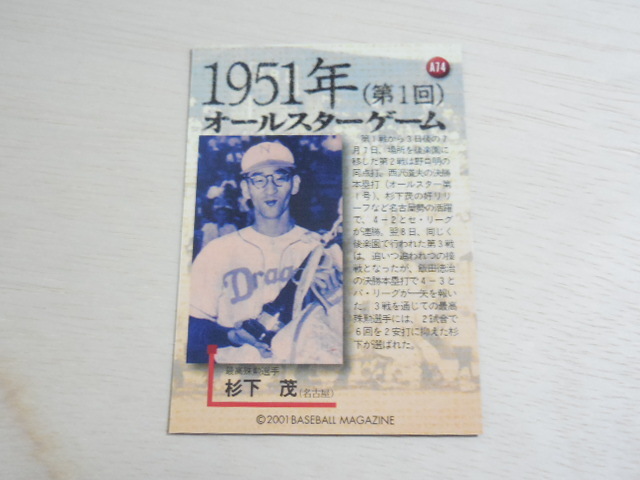 A74
1951年(第1回)
オールスターゲーム
第1戦から3日後の7
月7日、場所を後楽園に
移した第2戦は野口明の
同点打、西沢道夫の決勝
本塁打(オールスター第
1号)、杉下茂の好リリ
ーフなど名古屋勢の活躍
で、4-2とセ・リーグ
が連勝。翌8日、同じく
後楽園で行われた第3戦
は、追いつ追われつの接
戦となったが、飯田徳治
の決勝本塁打で4-3と
パ・リーグが一矢を報い
た。3戦を通じての最高
殊勲選手には、2試合で
6回を2安打に抑えた杉
下が選ばれた。
N
Drag
最高殊勲選手
杉下 茂(名古屋)
©2001 BASEBALL MAGAZINE